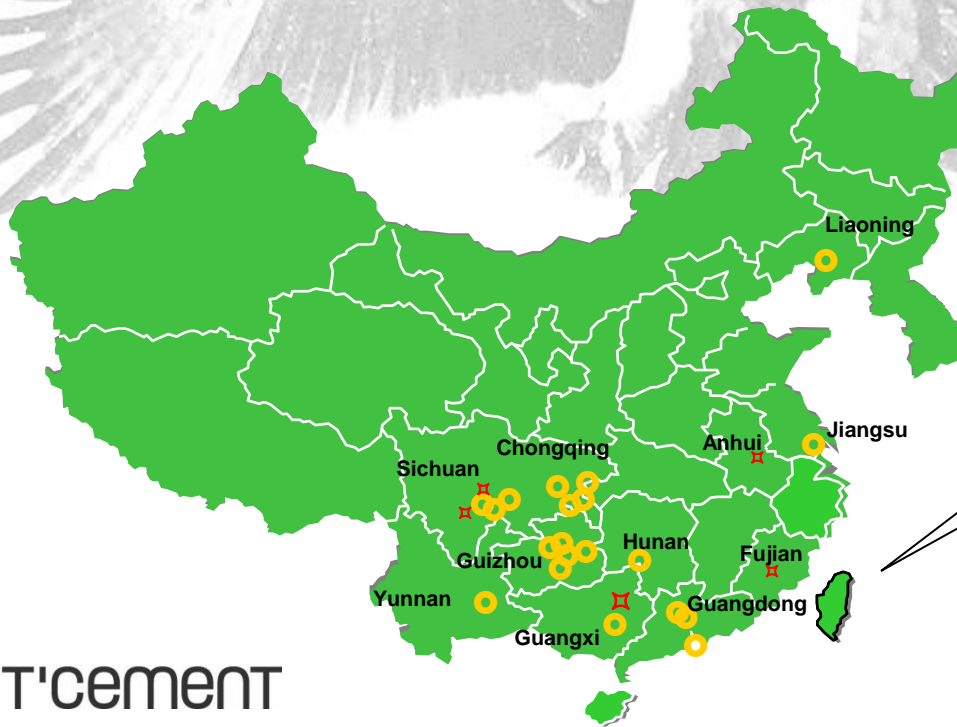 Liaoning
Jiangsu
Anhui
Chongqing
Sichuan
Hunan
Fujian
Guizhou
Yunnan
Guangdong
Guangxi
T'cement